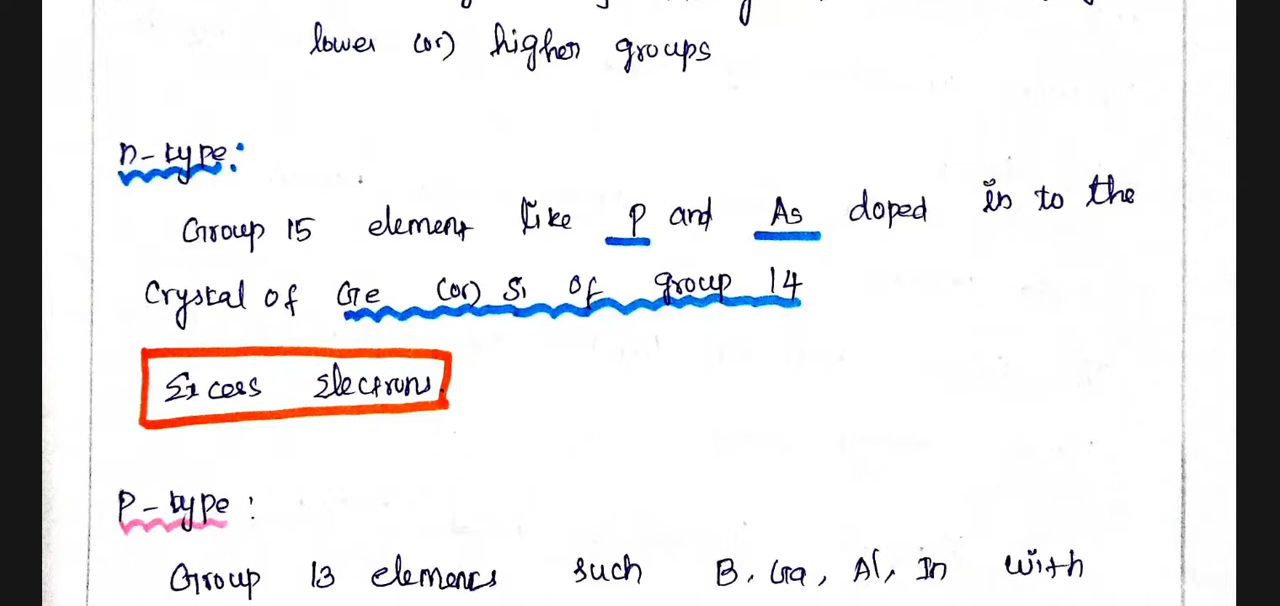 lower (or) higher groups
n-type:
Group 15 element like P and As doped in to the
Crystal of Ge (or) Si of group 14
Excess Electrons.
P-type:
Group 13 elements such B, Ga, Al, In with